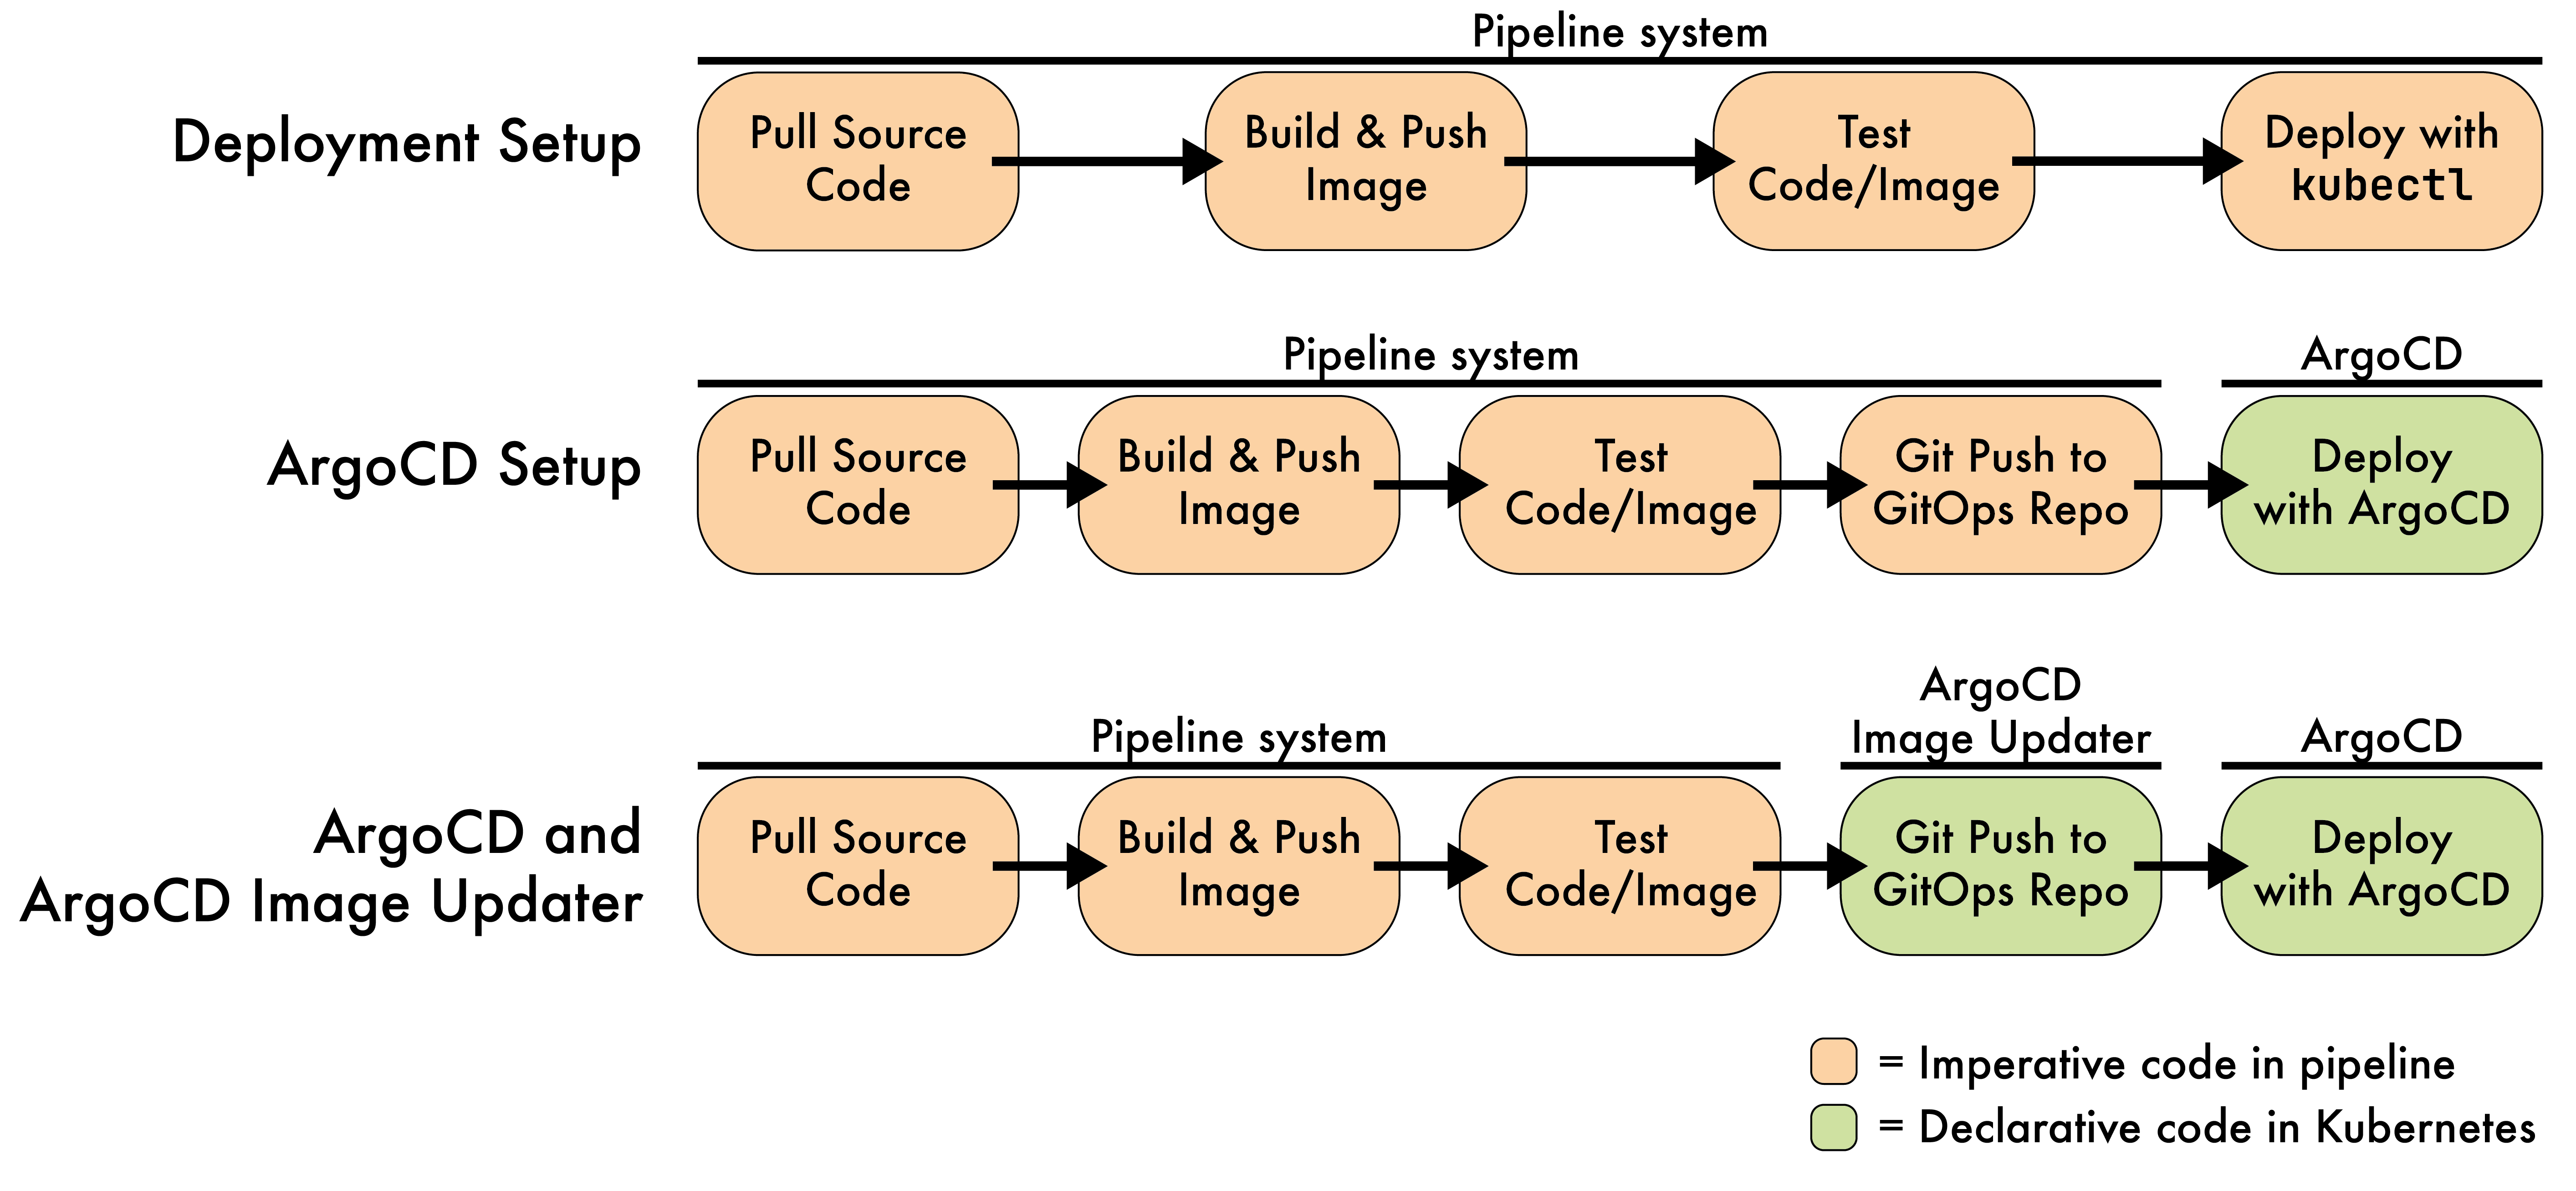 Pipeline system
Deployment Setup
Pull Source
Code
Build & Push
Image
Test
Code/Image
Deploy with
kubectl
Pipeline system
ArgoCD
ArgoCD Setup
Pull Source
Code
Build & Push
Image
Test
Code/Image
Git Push to
GitOps Repo
Deploy
with ArgoCD
Pipeline system
ArgoCD
Image Updater
ArgoCD
ArgoCD and
ArgoCD Image Updater
Pull Source
Code
Build & Push
Image
Test
Code/Image
Git Push to
GitOps Repo
Deploy
with ArgoCD
= Imperative code in pipeline
= Declarative code in Kubernetes